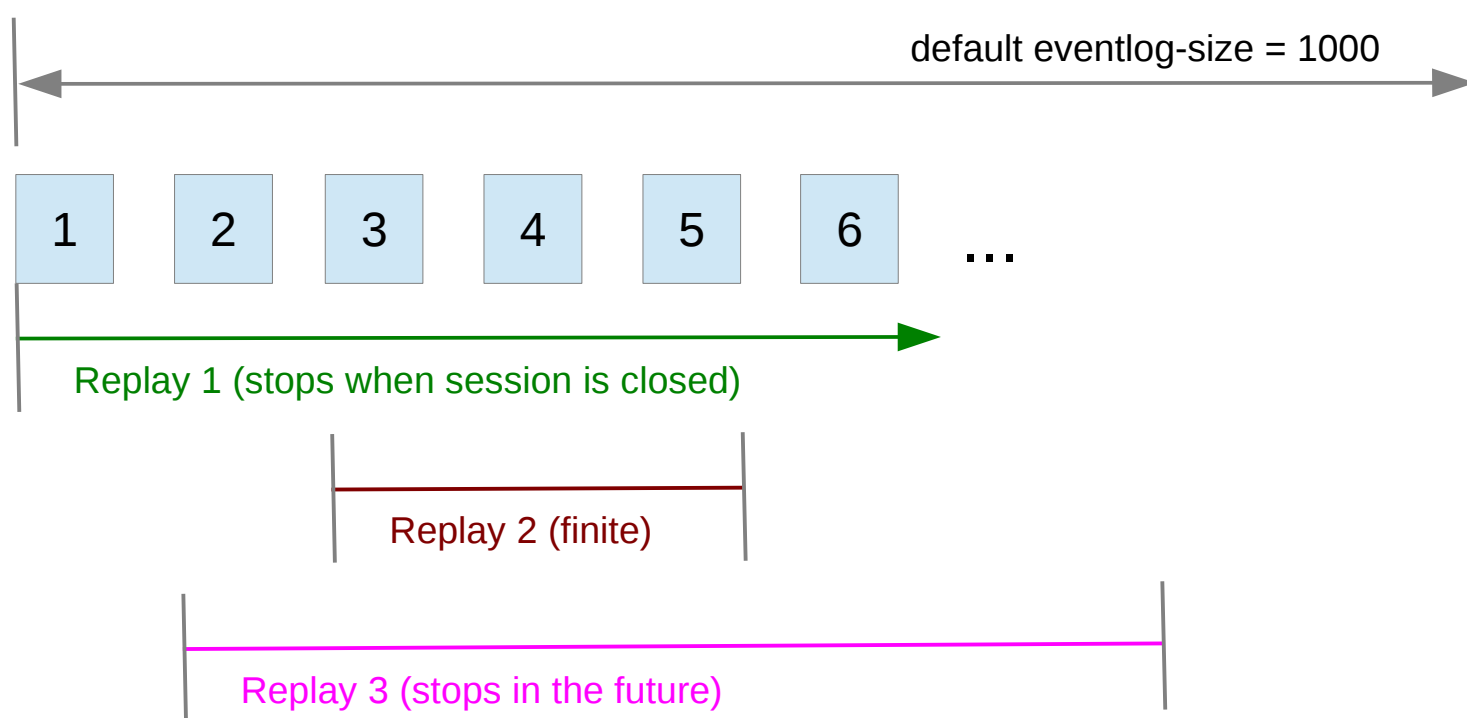 default eventlog-size = 1000
1 2 3 4 5 6 ...
Replay 1 (stops when session is closed)
Replay 2 (finite)
Replay 3 (stops in the future)